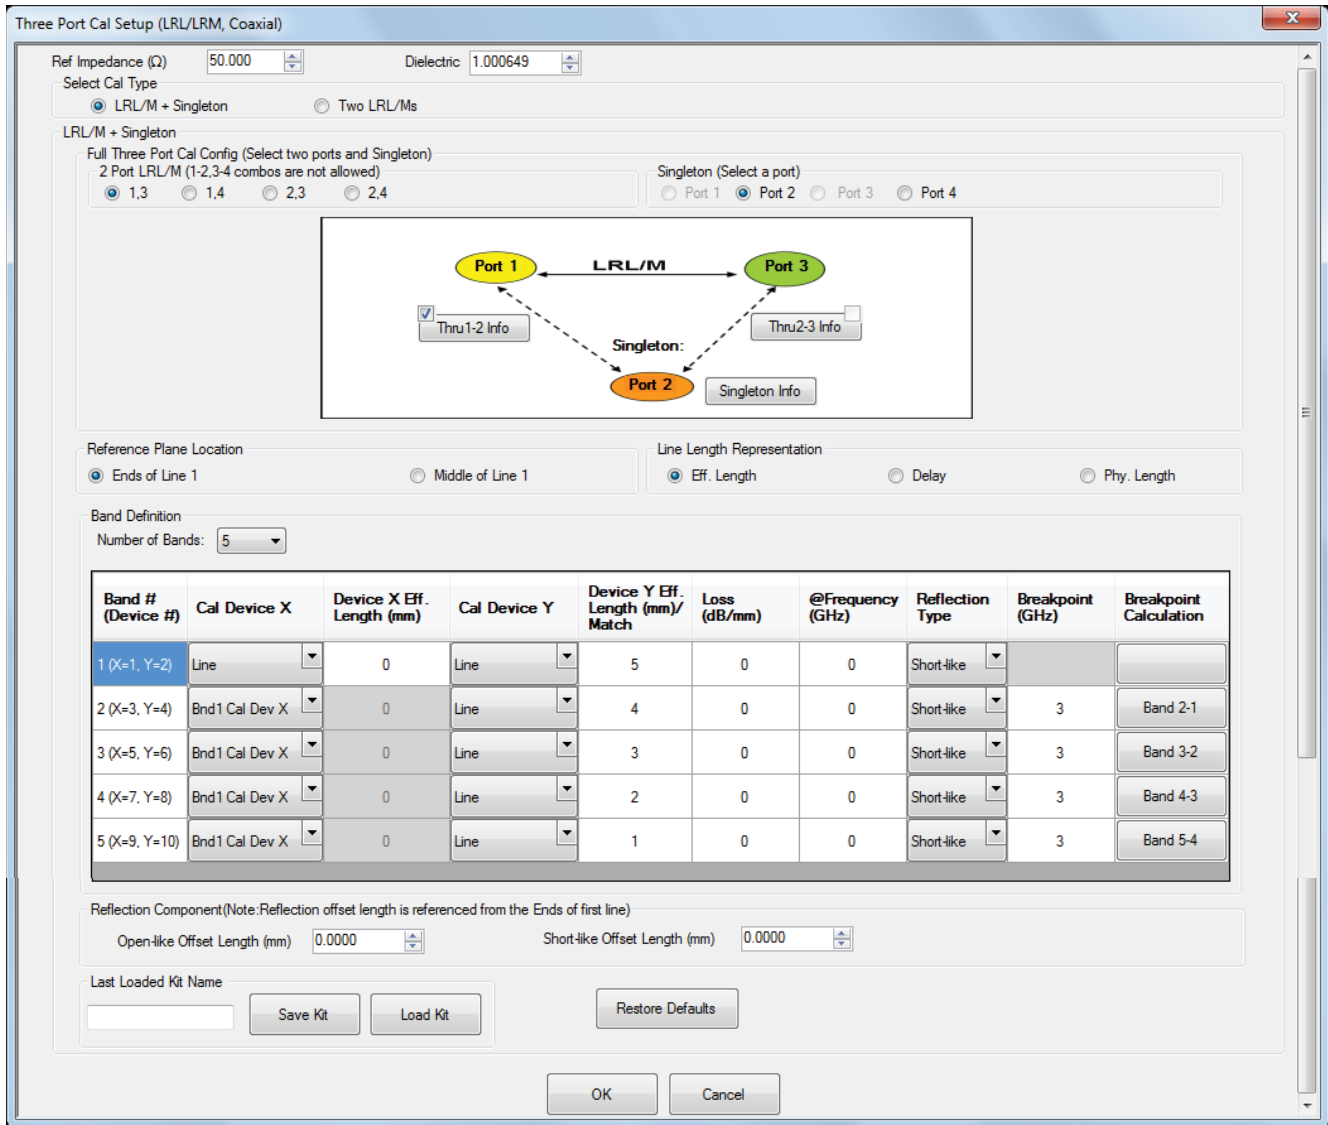 Three Port Cal Setup (LRL/LRM, Coaxial)
Ref Impedance (Ω) 50.000 Dielectric 1.000649
Select Cal Type
LRL/M + Singleton Two LRL/Ms
LRL/M + Singleton
Full Three Port Cal Config (Select two ports and Singleton)
2 Port LRL/M (1-2,3-4 combos are not allowed) Singleton (Select a port)
1,3 1,4 2,3 2,4 Port 1 Port 2 Port 3 Port 4
Port 1 LRL/M Port 3
Thru1-2 Info Thru2-3 Info
Singleton:
Port 2 Singleton Info
Reference Plane Location Line Length Representation
Ends of Line 1 Middle of Line 1 Eff. Length Delay Phy. Length
Band Definition
Number of Bands: 5
Band # (Device #) Cal Device X Device X Eff. Length (mm) Cal Device Y Device Y Eff. Length (mm)/ Match Loss (dB/mm) @Frequency (GHz) Reflection Type Breakpoint (GHz) Breakpoint Calculation
1 (X=1, Y=2) Line 0 Line 5 0 0 Short-like
2 (X=3, Y=4) Bnd1 Cal Dev X 0 Line 4 0 0 Short-like 3 Band 2-1
3 (X=5, Y=6) Bnd1 Cal Dev X 0 Line 3 0 0 Short-like 3 Band 3-2
4 (X=7, Y=8) Bnd1 Cal Dev X 0 Line 2 0 0 Short-like 3 Band 4-3
5 (X=9, Y=10) Bnd1 Cal Dev X 0 Line 1 0 0 Short-like 3 Band 5-4
Reflection Component(Note:Reflection offset length is referenced from the Ends of first line)
Open-like Offset Length (mm) 0.0000 Short-like Offset Length (mm) 0.0000
Last Loaded Kit Name
Save Kit Load Kit Restore Defaults
OK Cancel